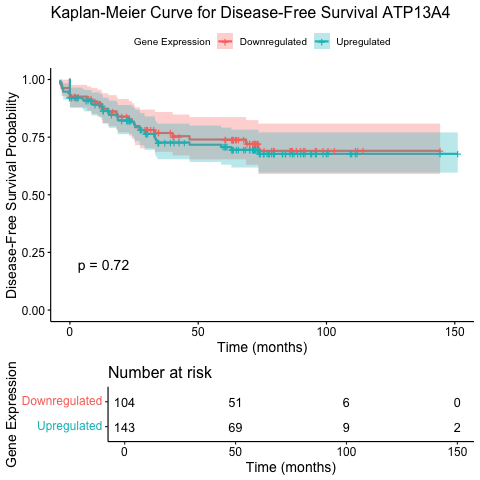 Kaplan-Meier Curve for Disease-Free Survival ATP13A4
Gene Expression Downregulated Upregulated
Disease-Free Survival Probability
1.00
0.75
0.50
0.25
0.00
p = 0.72
0 50 100 150
Time (months)
Number at risk
Gene Expression
Downregulated 104 51 6 0
Upregulated 143 69 9 2
0 50 100 150
Time (months)